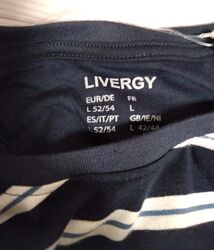 LIVERGY
EUR/DE FR
L 52/54 L
ES/IT/PT GB/IE/NI
L 52/54 L 42/44